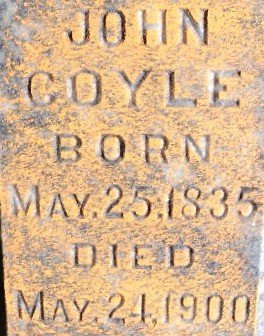 JOHN
COYLE
BORN
MAY.25.1835
DIED
MAY.24,1900